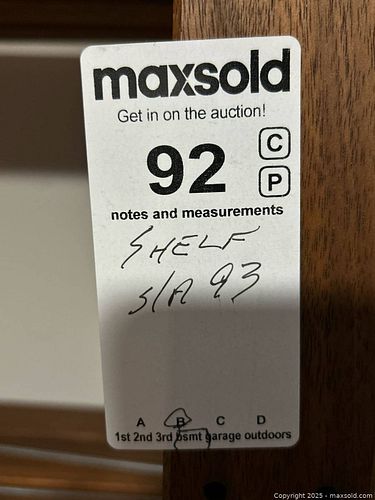 maxsold
Get in on the auction!
92
C
P
notes and measurements
SHELF
S/A 93
A B C D
1st 2nd 3rd bsmt garage outdoors
Copyright 2025 - maxsold.com